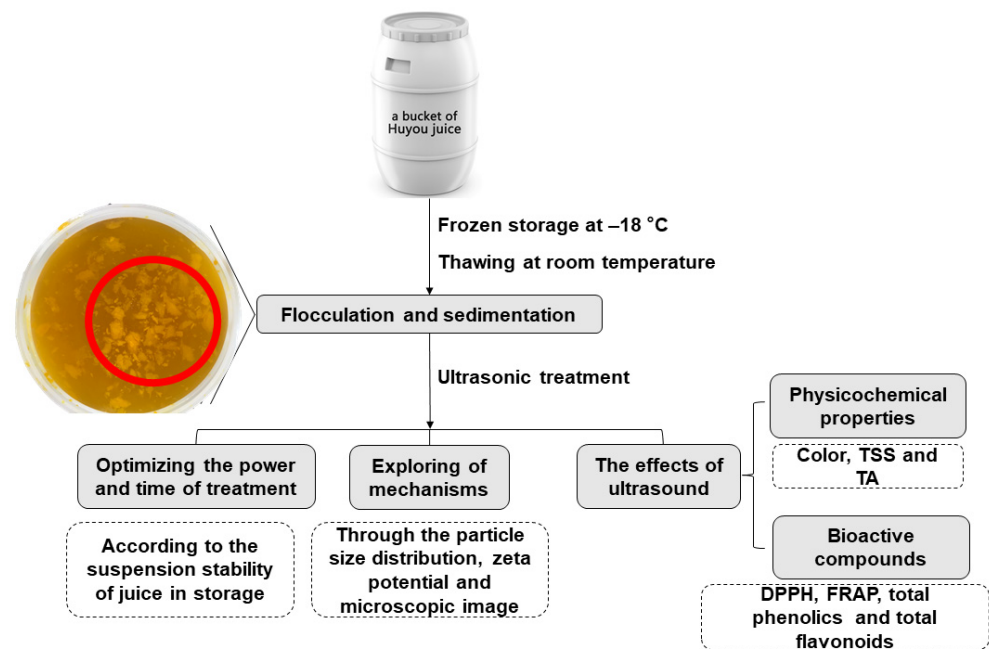 a bucket of
Huyou juice
Frozen storage at –18 °C
Thawing at room temperature
Flocculation and sedimentation
Ultrasonic treatment
Optimizing the power
and time of treatment
According to the
suspension stability
of juice in storage
Exploring of
mechanisms
Through the particle
size distribution, zeta
potential and
microscopic image
The effects of
ultrasound
Physicochemical
properties
Color, TSS and
TA
Bioactive
compounds
DPPH, FRAP, total
phenolics and total
flavonoids